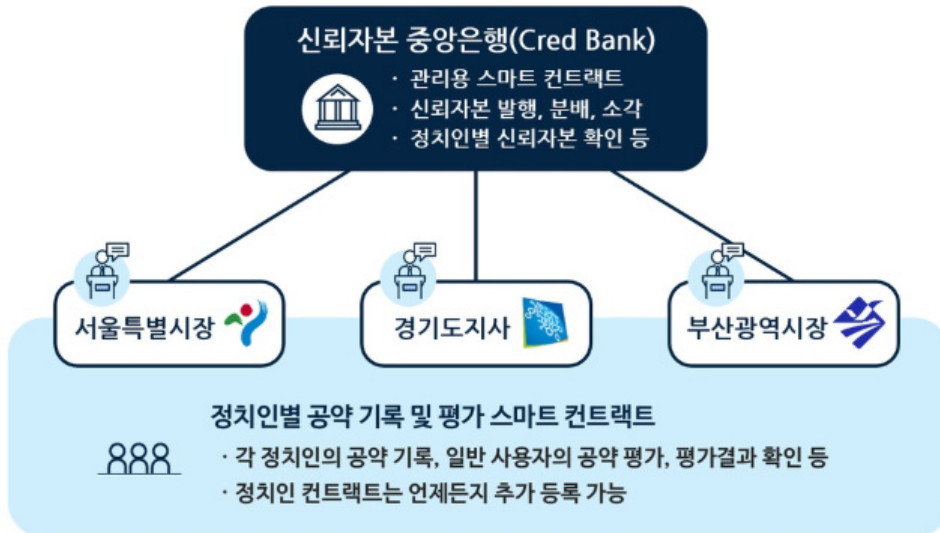 신뢰자본 중앙은행(Cred Bank)
· 관리용 스마트 컨트랙트
· 신뢰자본 발행, 분배, 소각
· 정치인별 신뢰자본 확인 등
서울특별시장
경기도지사
부산광역시장
정치인별 공약 기록 및 평가 스마트 컨트랙트
· 각 정치인의 공약 기록, 일반 사용자의 공약 평가, 평가결과 확인 등
· 정치인 컨트랙트는 언제든지 추가 등록 가능